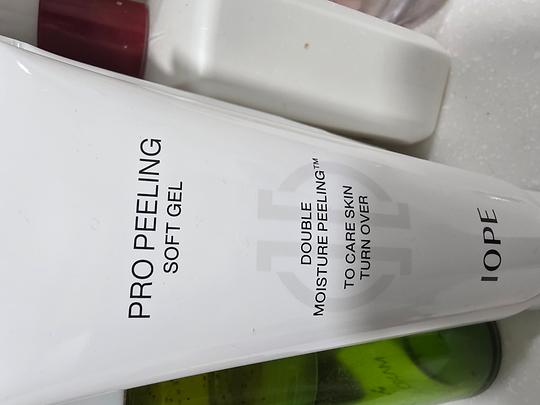 PRO PEELING
SOFT GEL
DOUBLE
MOISTURE PEELING™
TO CARE SKIN
TURN OVER
IOPE